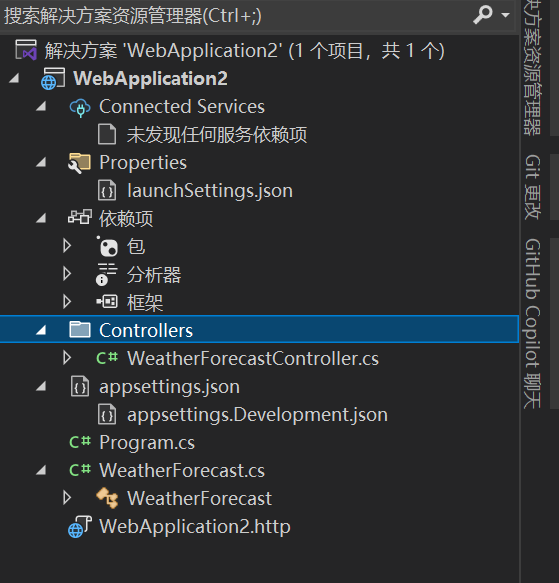 搜索解决方案资源管理器(Ctrl+;)
解决方案 'WebApplication2' (1 个项目，共 1 个)
WebApplication2
Connected Services
未发现任何服务依赖项
Properties
launchSettings.json
依赖项
包
分析器
框架
Controllers
C# WeatherForecastController.cs
appsettings.json
appsettings.Development.json
C# Program.cs
C# WeatherForecast.cs
WeatherForecast
WebApplication2.http
决方案资源管理器
Git 更改
GitHub Copilot 聊天